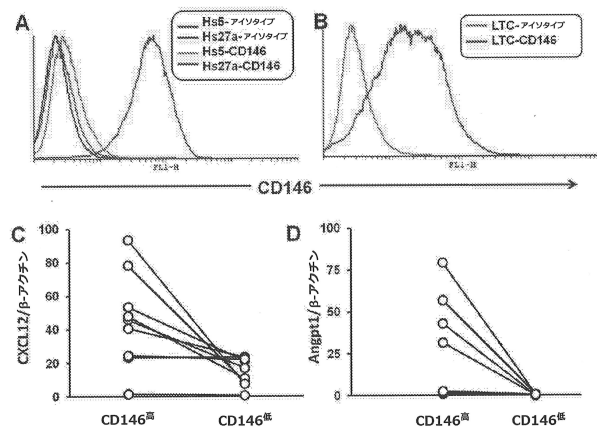 A
Hs5-アイソタイプ
Hs27a-アイソタイプ
Hs5-CD146
Hs27a-CD146
FL1-H
B
LTC-アイソタイプ
LTC-CD146
FL1-H
CD146
C
CXCL12/β-アクチン
100
80
60
40
20
0
CD146高
CD146低
D
Angpt1/β-アクチン
100
75
50
25
0
CD146高
CD146低